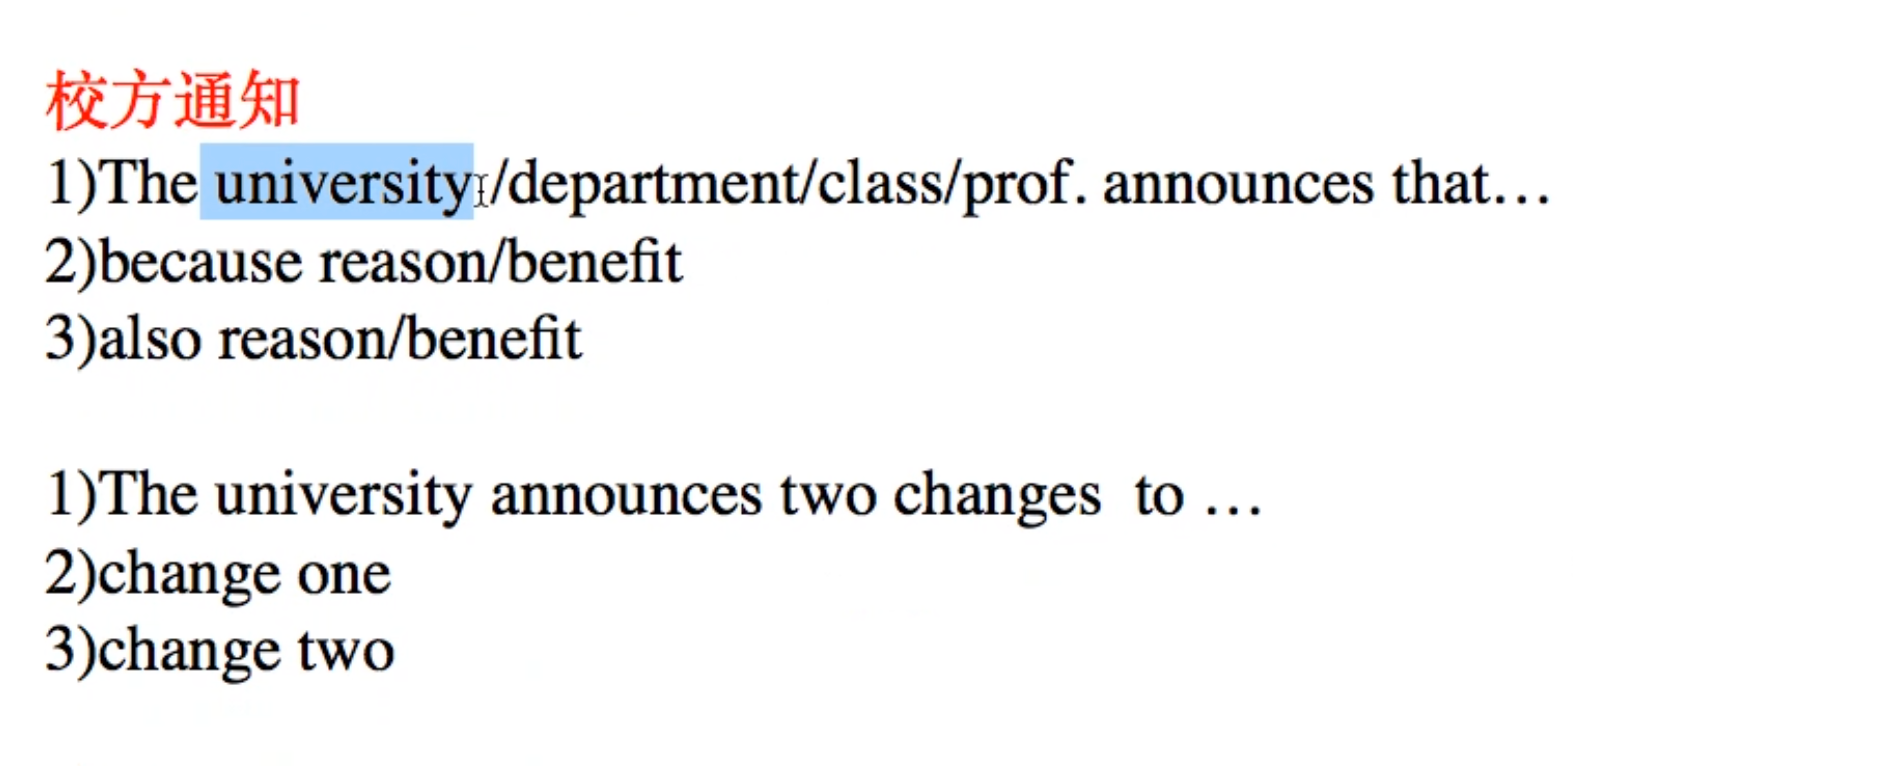 校方通知
1)The university/department/class/prof. announces that…
2)because reason/benefit
3)also reason/benefit
1)The university announces two changes  to …
2)change one
3)change two